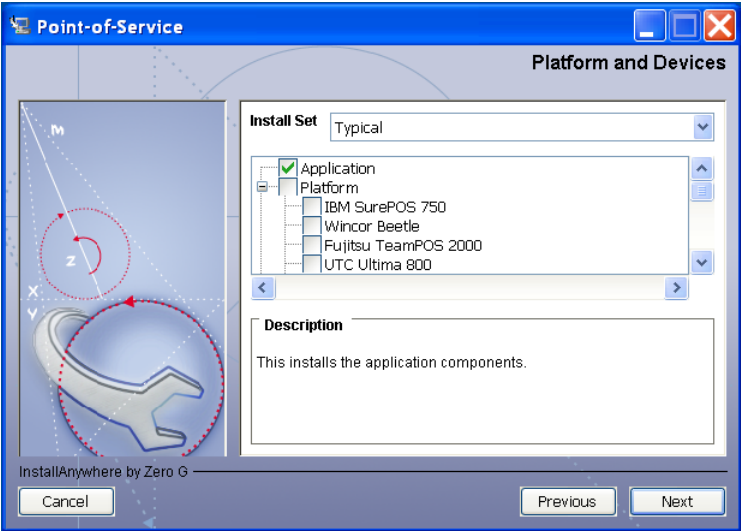 Point-of-Service
Platform and Devices
M
Z
X
Y
Install Set Typical
Application
Platform
IBM SurePOS 750
Wincor Beetle
Fujitsu TeamPOS 2000
UTC Ultima 800
Description
This installs the application components.
InstallAnywhere by Zero G
Cancel Previous Next